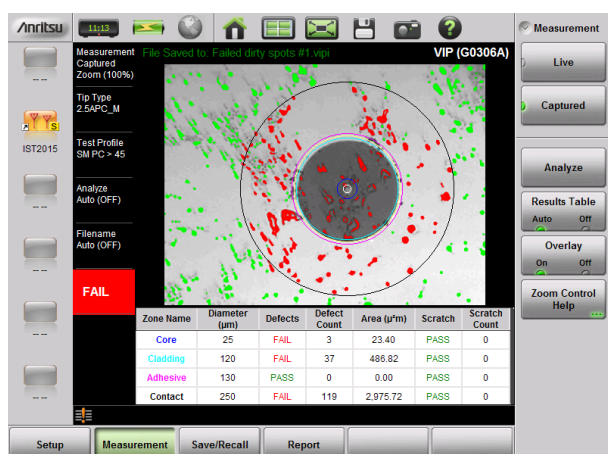 Anritsu
11:13
Measurement
Measurement
Captured
Zoom (100%)
File Saved to: Failed dirty spots #1.vipi
VIP (G0306A)
-- --
Tip Type
2.5APC_M
S
IST2015
Test Profile
SM PC > 45
-- --
Analyze
Auto (OFF)
-- --
Filename
Auto (OFF)
-- --
FAIL
-- --
Live
Captured
Analyze
Results Table
Auto Off
Overlay
On Off
Zoom Control
Help
Zone Name Diameter (µm) Defects Defect Count Area (µ²m) Scratch Scratch Count
Core 25 FAIL 3 23.40 PASS 0
Cladding 120 FAIL 37 486.82 PASS 0
Adhesive 130 PASS 0 0.00 PASS 0
Contact 250 FAIL 119 2,975.72 PASS 0
Setup Measurement Save/Recall Report